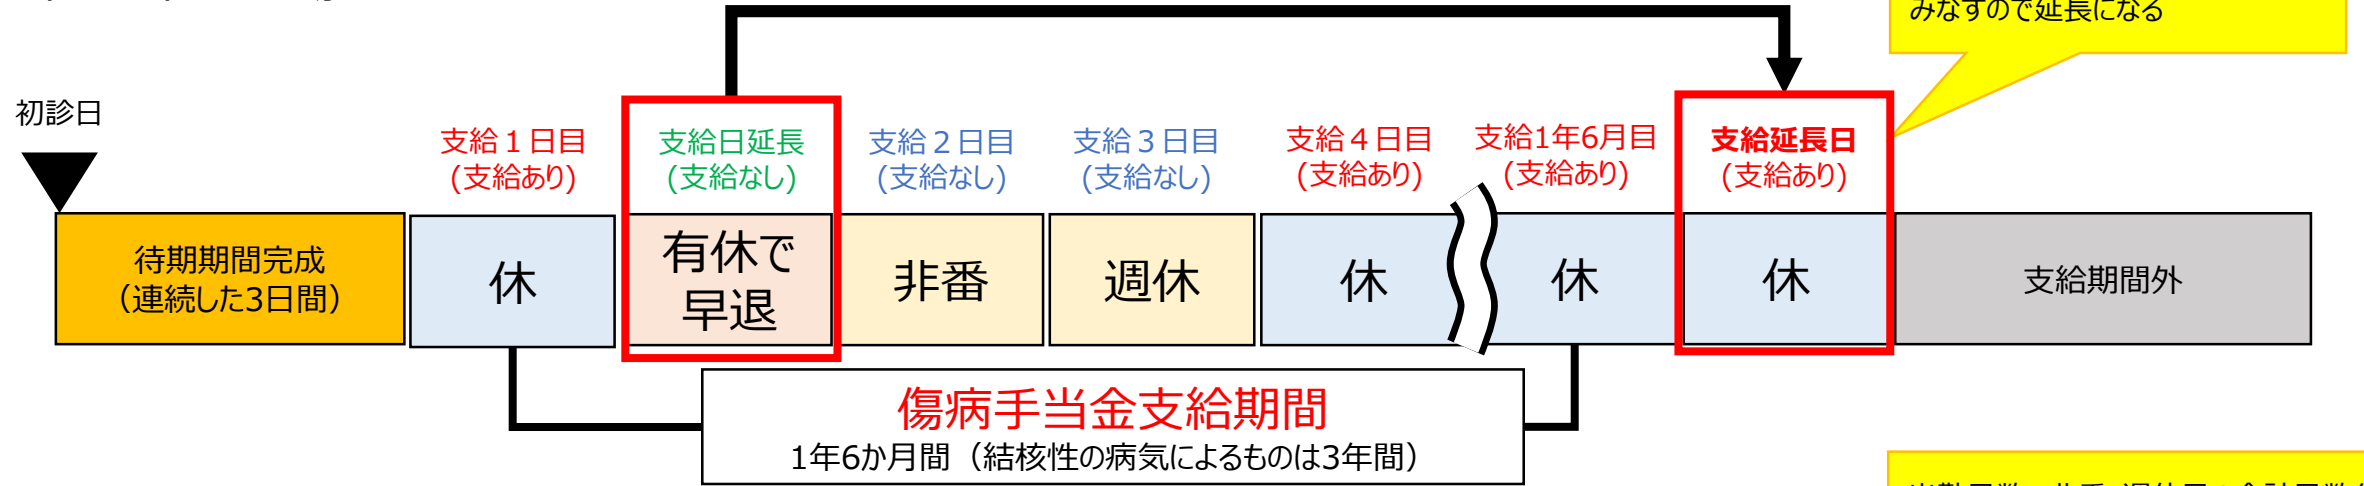 みなすので延長になる
初診日
支給１日目
(支給あり)
支給日延長
(支給なし)
支給２日目
(支給なし)
支給３日目
(支給なし)
支給４日目
(支給あり)
支給1年6月目
(支給あり)
支給延長日
(支給あり)
待期期間完成
（連続した3日間）
休
有休で
早退
非番
週休
休
休
休
支給期間外
傷病手当金支給期間
1年6か月間（結核性の病気によるものは3年間）